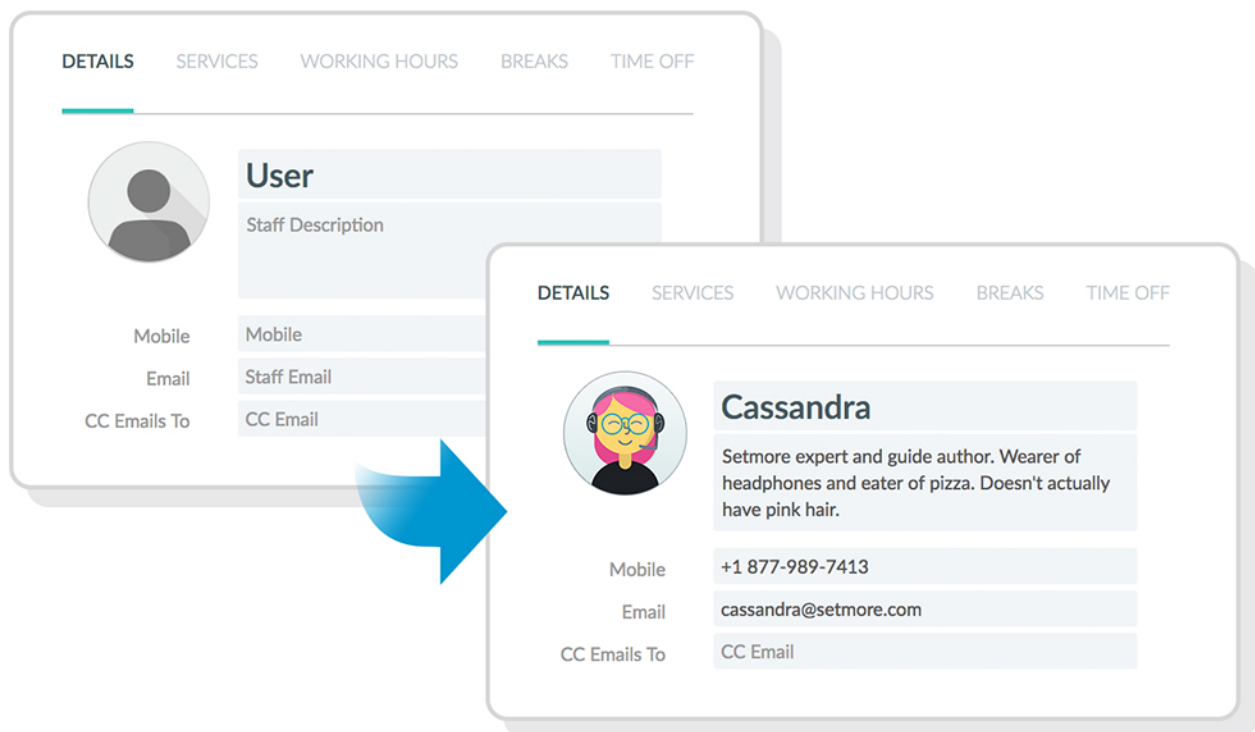 DETAILS SERVICES WORKING HOURS BREAKS TIME OFF
User
Staff Description
Mobile Mobile
Email Staff Email
CC Emails To CC Email
DETAILS SERVICES WORKING HOURS BREAKS TIME OFF
Cassandra
Setmore expert and guide author. Wearer of
headphones and eater of pizza. Doesn't actually
have pink hair.
Mobile +1 877-989-7413
Email cassandra@setmore.com
CC Emails To CC Email